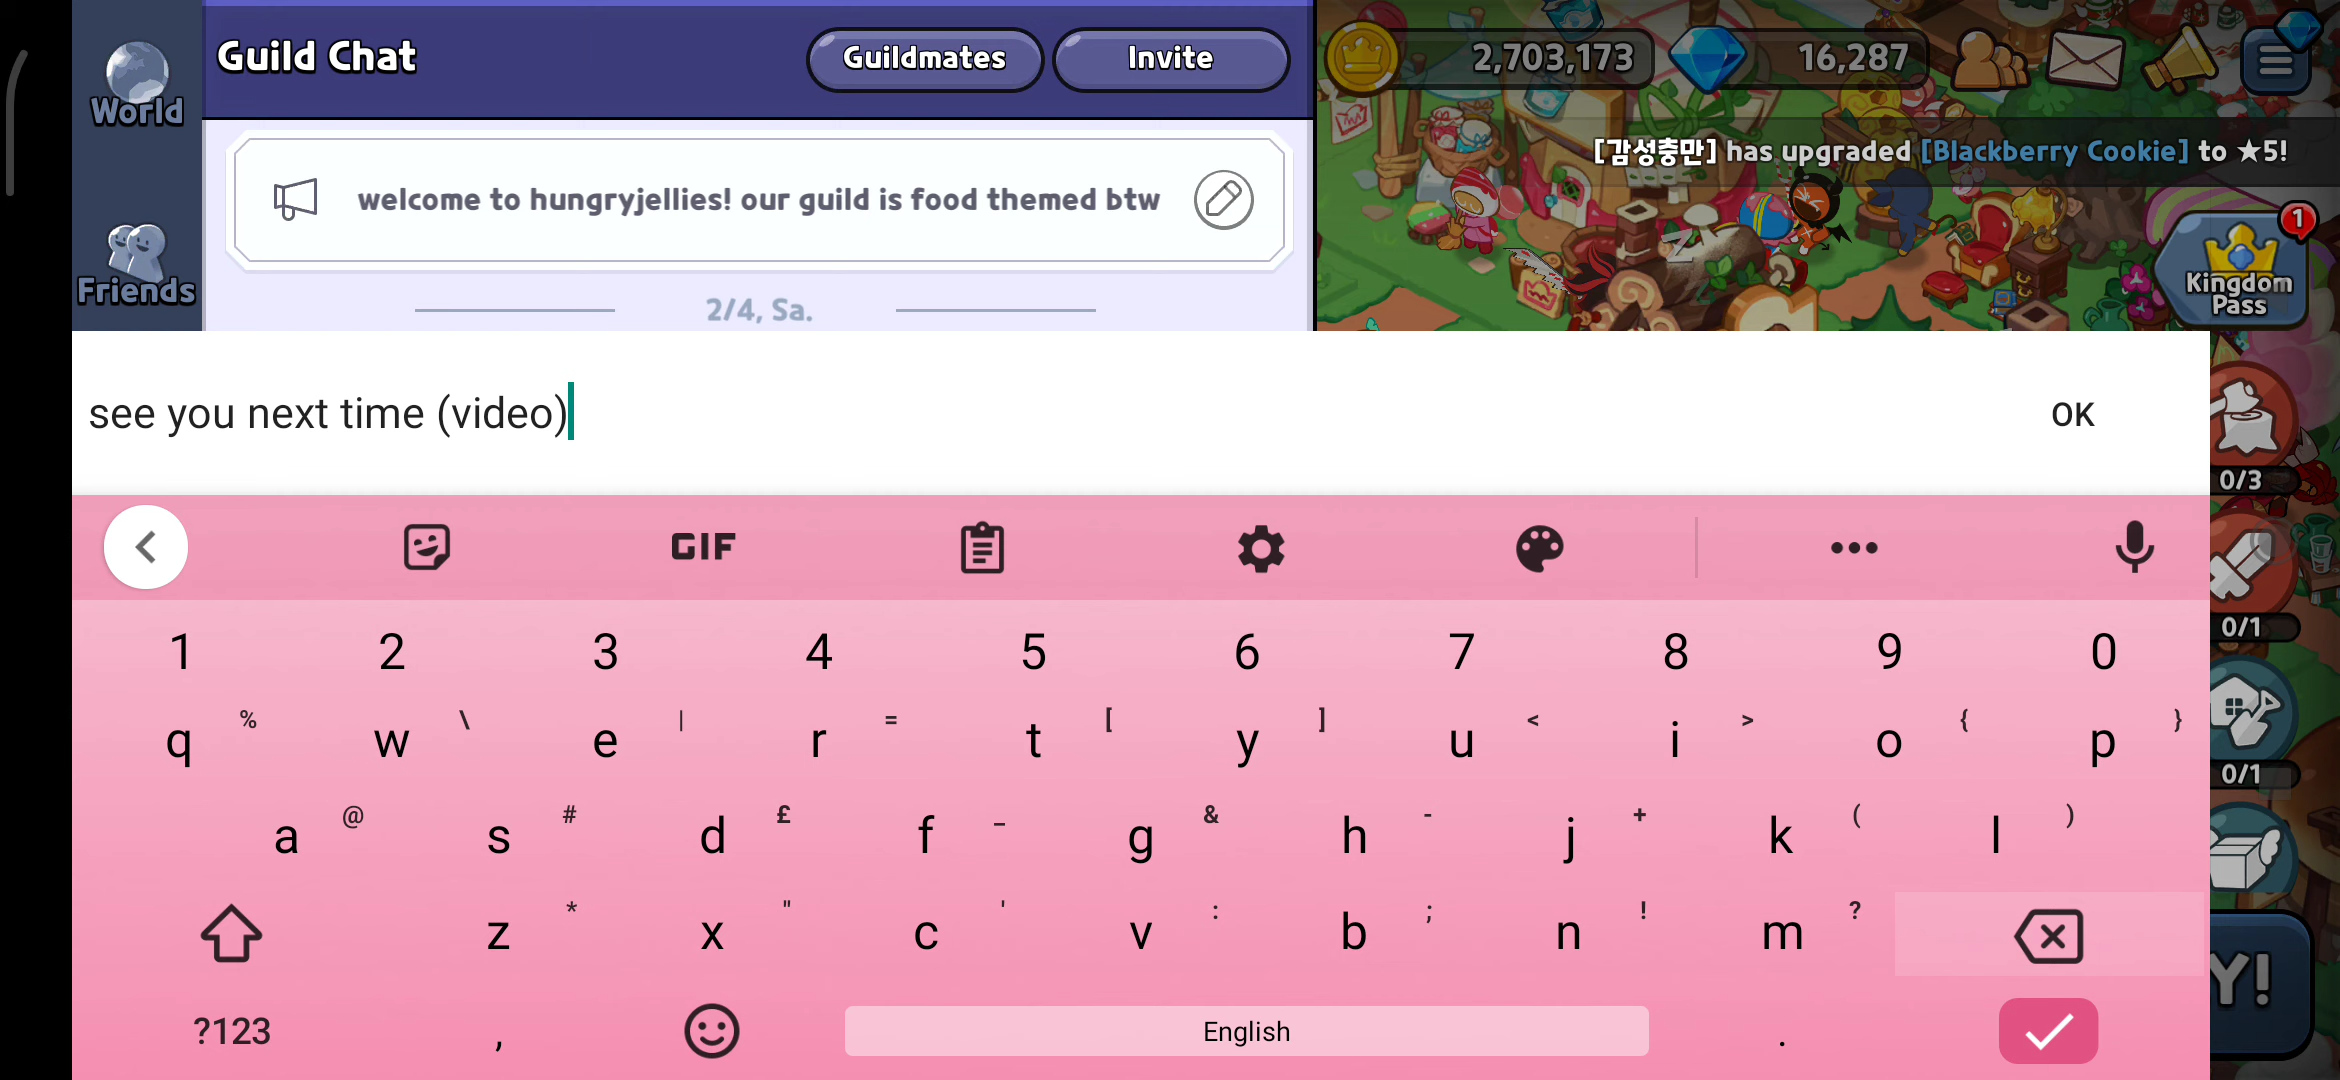 World
Guild Chat
Guildmates
Invite
2,703,173
16,287
[감성충만] has upgraded [Blackberry Cookie] to ★5!
welcome to hungryjellies! our guild is food themed btw
Friends
2/4, Sa.
1
Kingdom
Pass
see you next time (video)
OK
0/3
GIF
0/1
1 2 3 4 5 6 7 8 9 0
q % w \ e | r = t [ y ] u < i > o { p }
0/1
a @ s # d £ f _ g & h - j + k ( l )
z * x " c ' v : b ; n ! m ?
Y!
?123 , English .